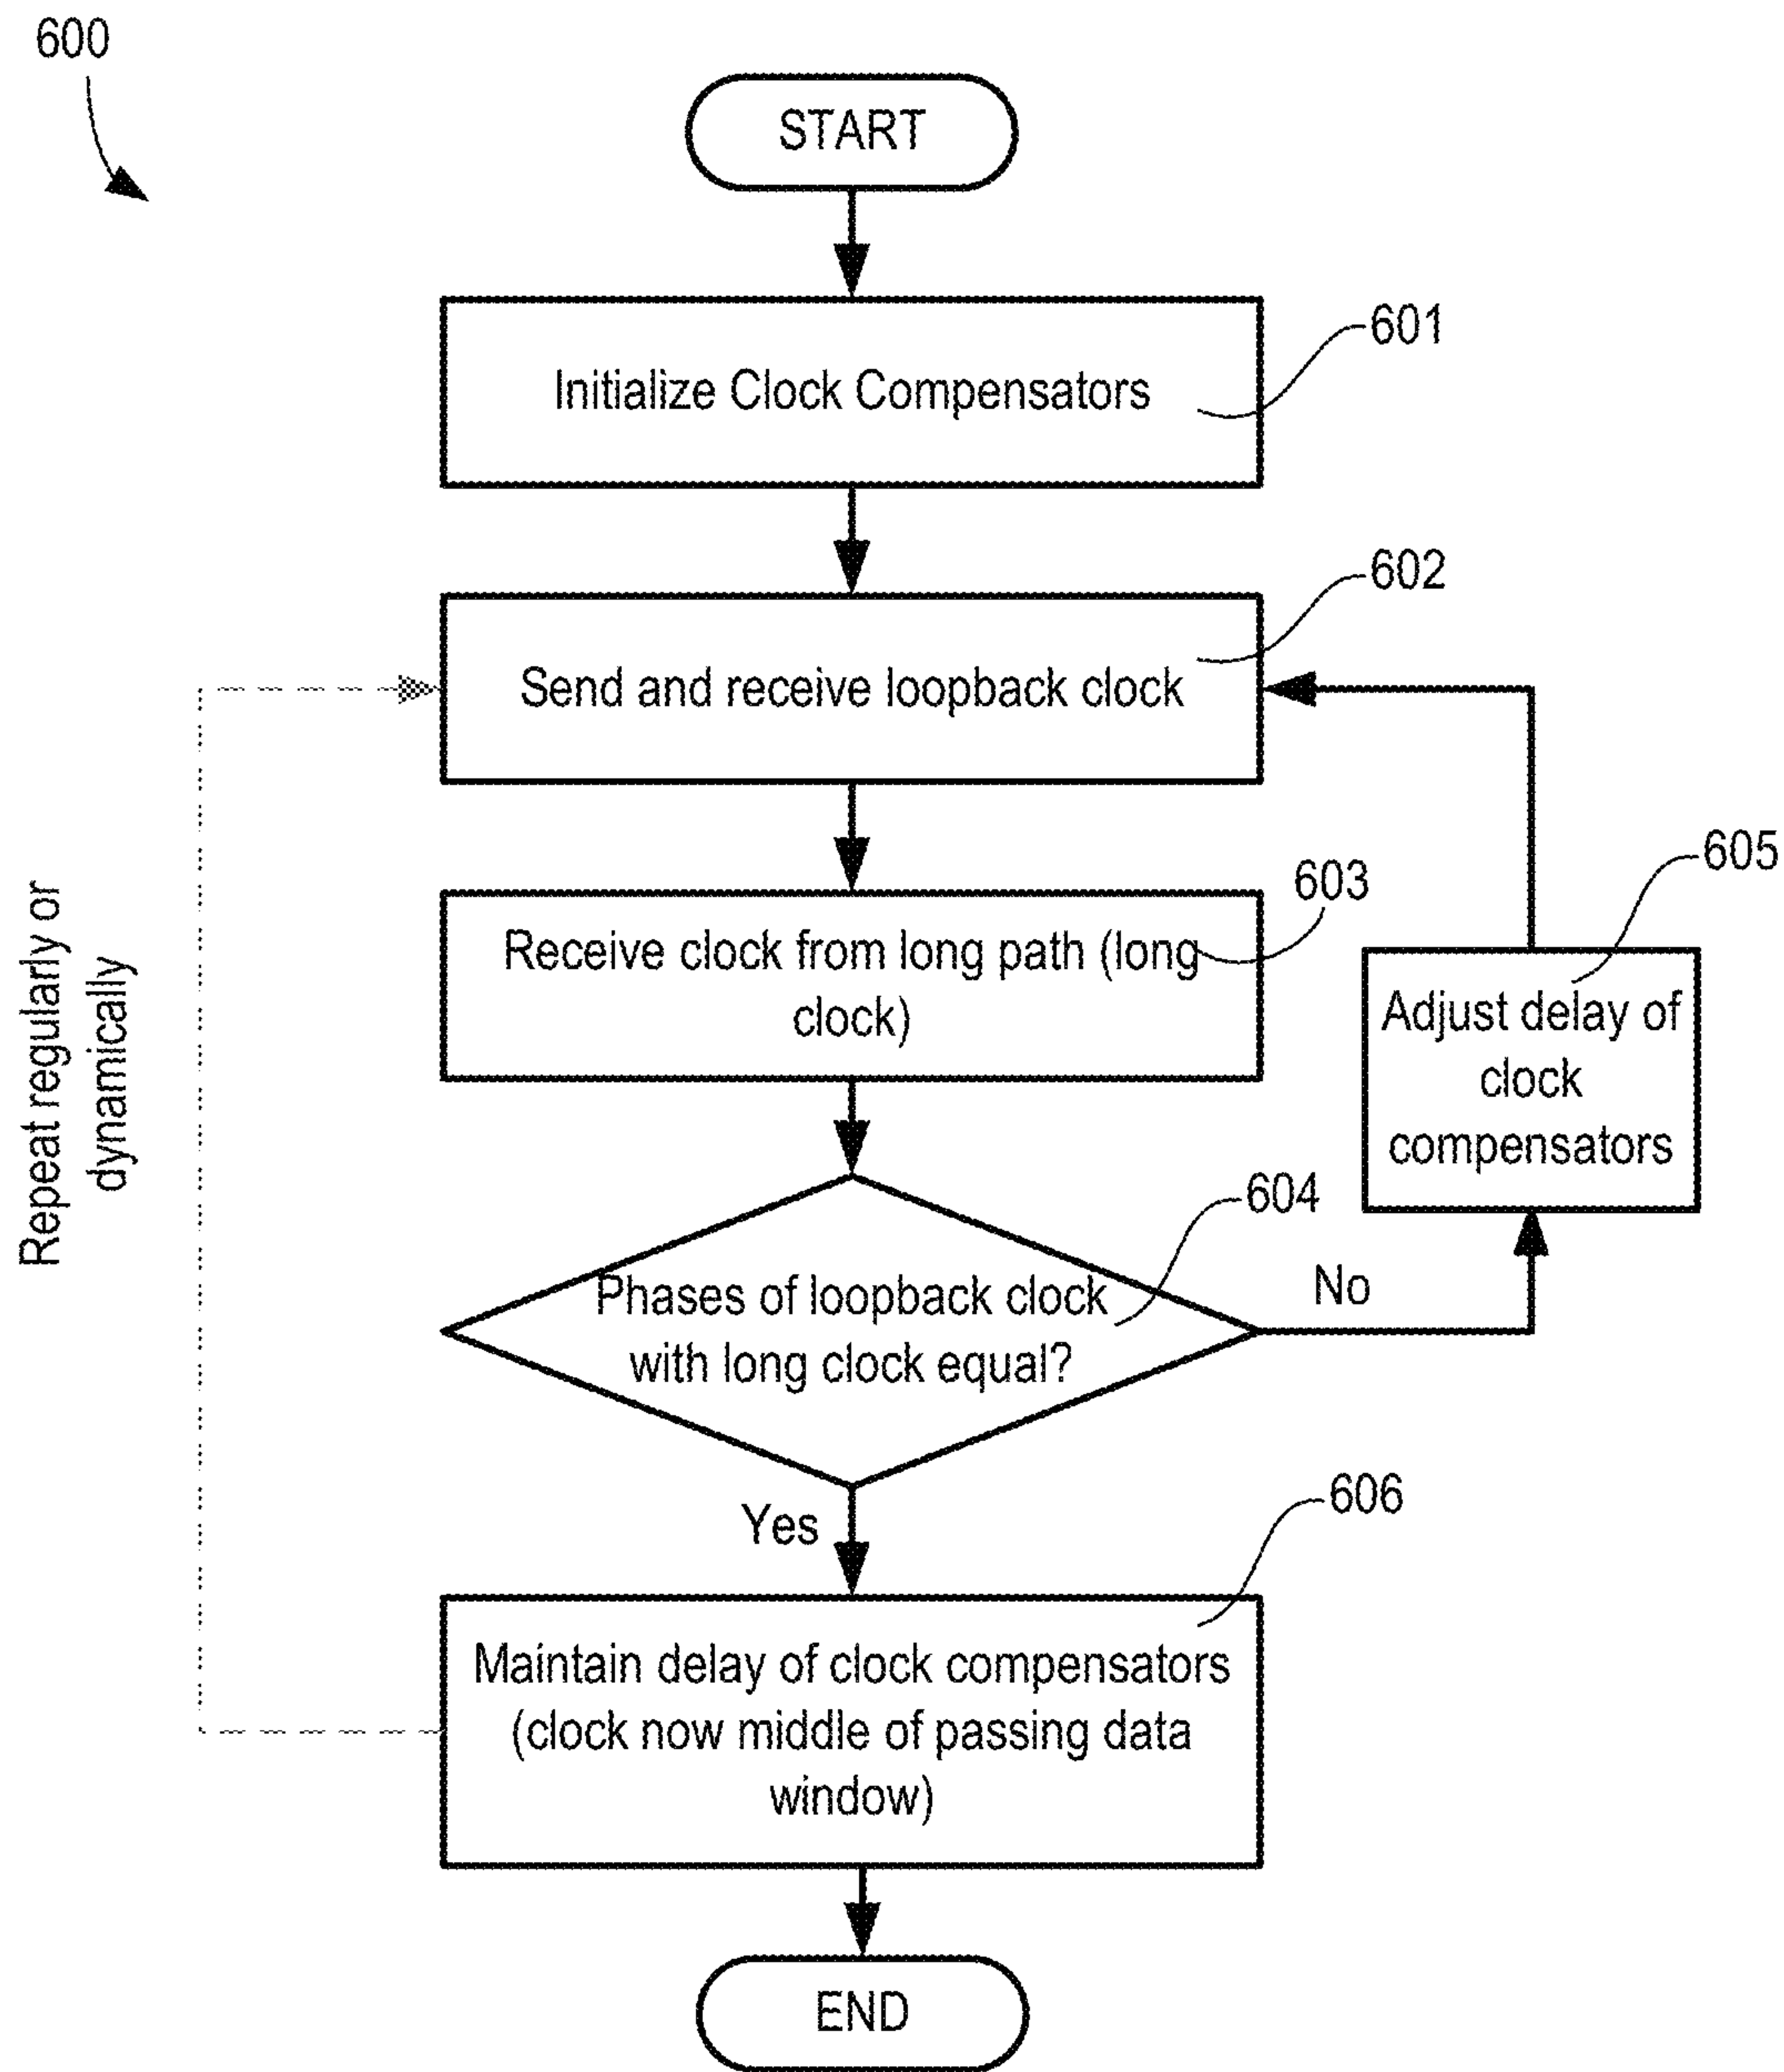 600
START
601
Initialize Clock Compensators
602
Send and receive loopback clock
603
Receive clock from long path (long
clock)
605
Adjust delay of
clock
compensators
604
Phases of loopback clock
with long clock equal?
No
Yes
606
Maintain delay of clock compensators
(clock now middle of passing data
window)
Repeat regularly or
dynamically
END